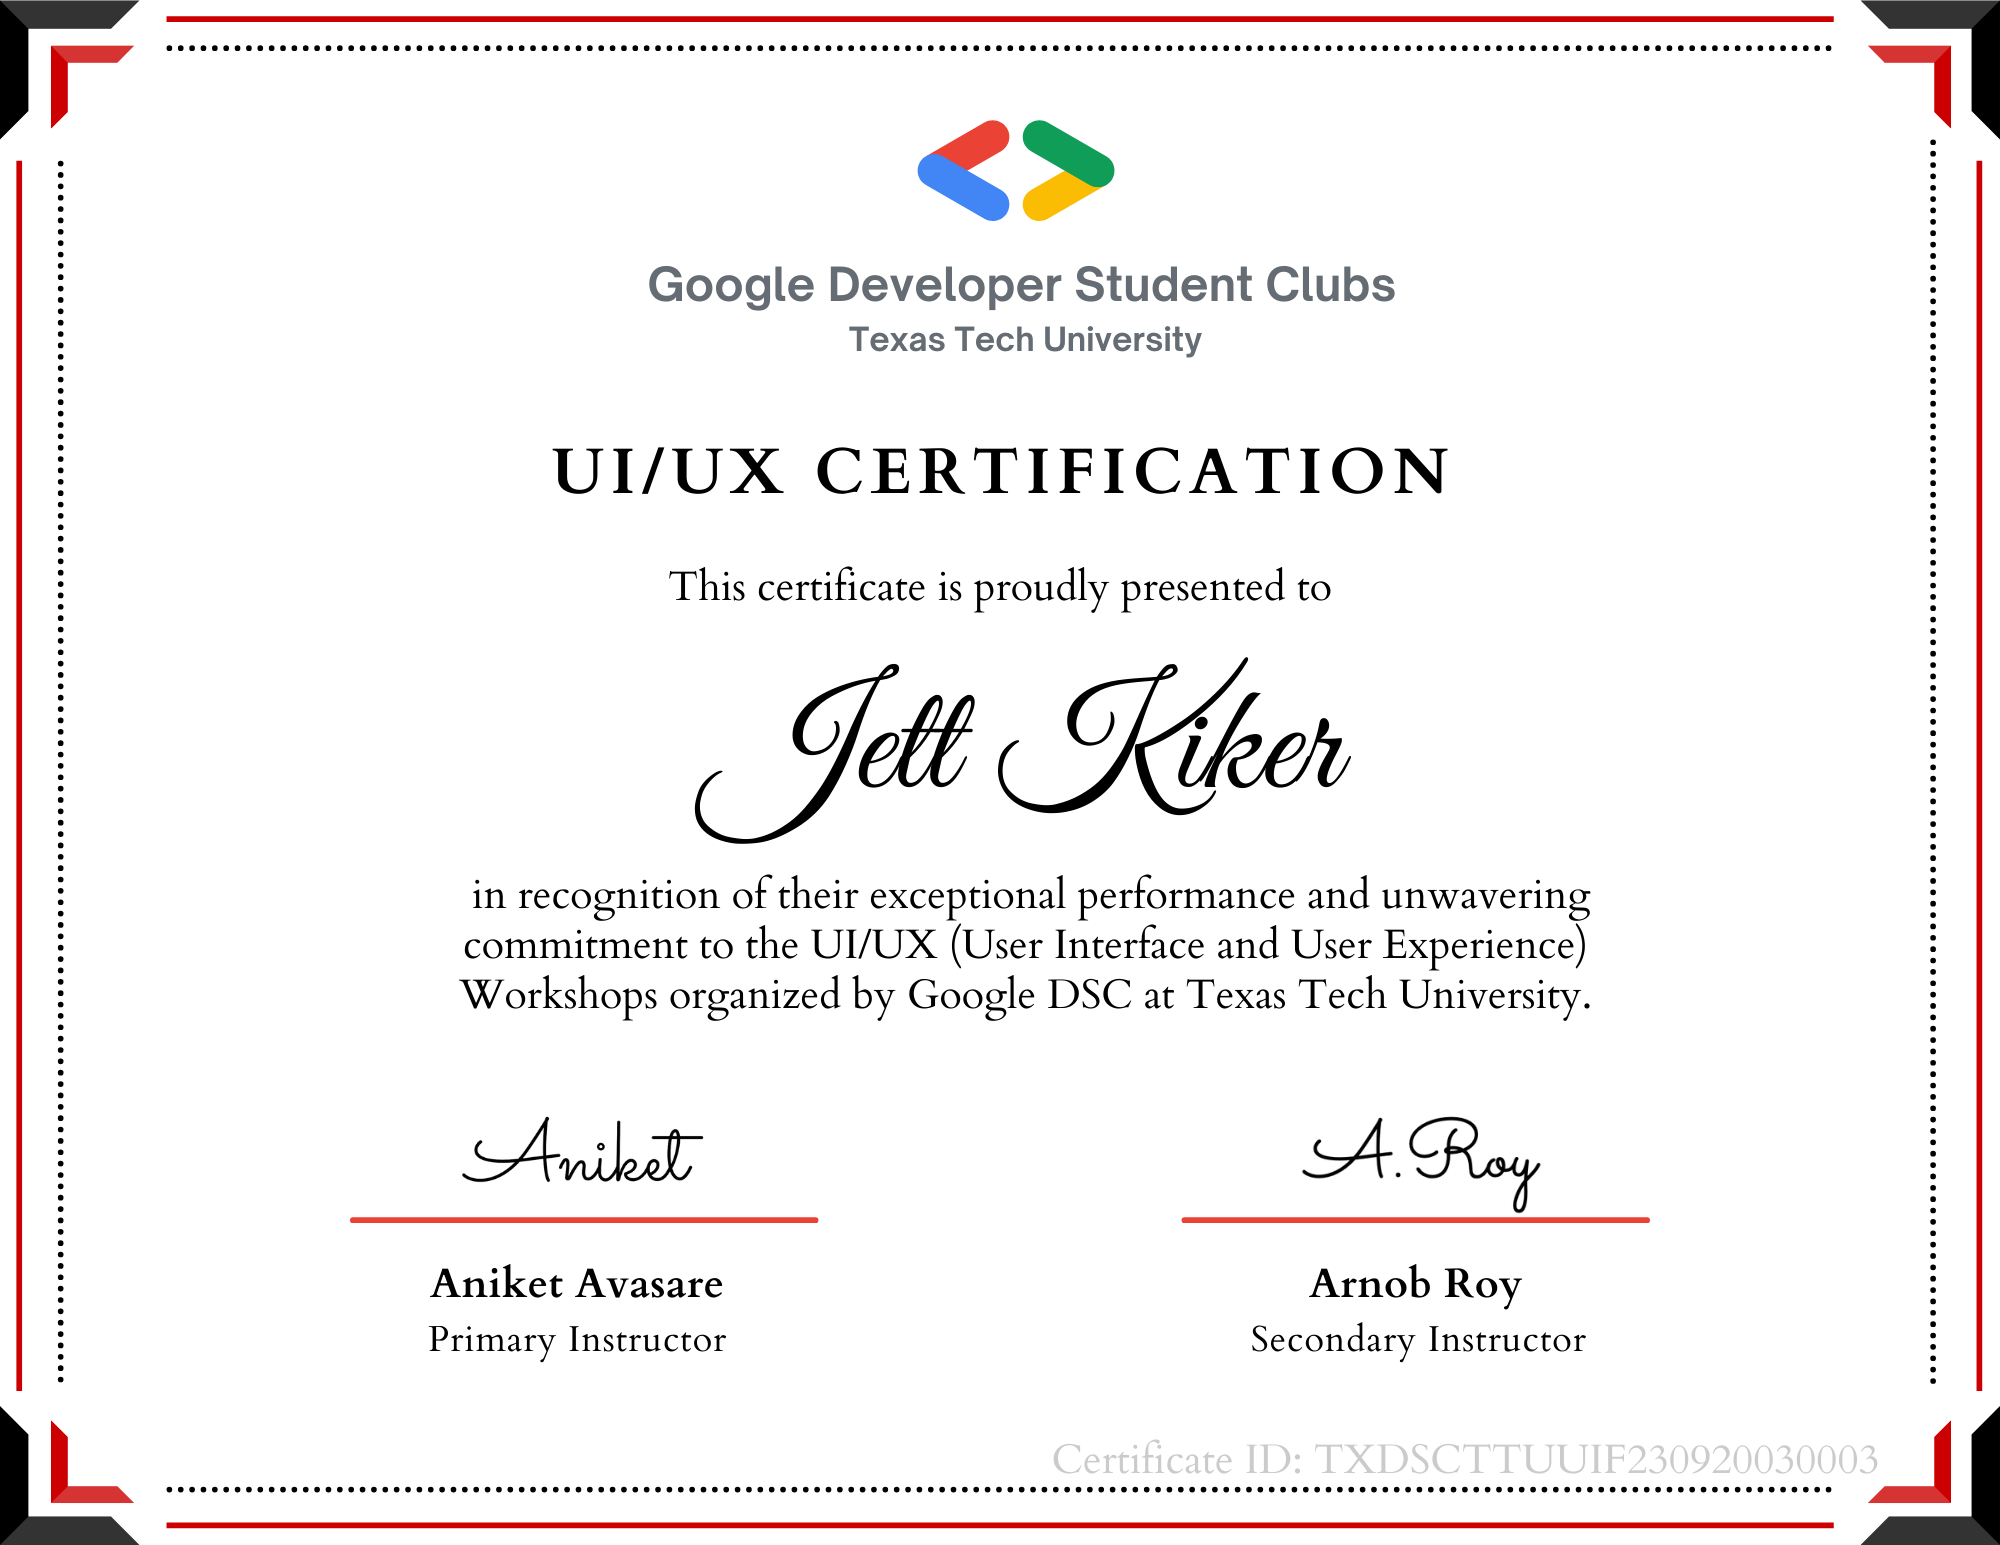 Google Developer Student Clubs
Texas Tech University
UI/UX CERTIFICATION
This certificate is proudly presented to
Jett Kiker
in recognition of their exceptional performance and unwavering
commitment to the UI/UX (User Interface and User Experience)
Workshops organized by Google DSC at Texas Tech University.
Aniket
A. Roy
Aniket Avasare
Arnob Roy
Primary Instructor
Secondary Instructor
Certificate ID: TXDSCTTUUIF230920030003